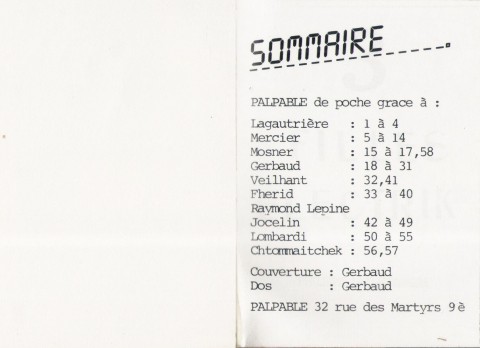 SOMMAIRE
PALPABLE de poche grace à :
Lagautrière : 1 à 4
Mercier : 5 à 14
Mosner : 15 à 17,58
Gerbaud : 18 à 31
Veilhant : 32,41
Fherid : 33 à 40
Raymond Lepine
Jocelin : 42 à 49
Lombardi : 50 à 55
Chtommaitchek : 56,57
Couverture : Gerbaud
Dos : Gerbaud
PALPABLE 32 rue des Martyrs 9è